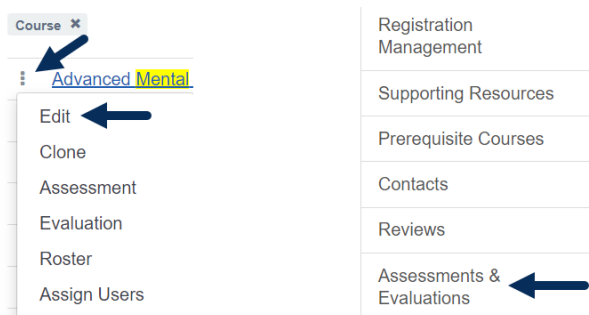 Course ✖
Advanced Mental
Edit
Clone
Assessment
Evaluation
Roster
Assign Users
Registration
Management
Supporting Resources
Prerequisite Courses
Contacts
Reviews
Assessments &
Evaluations